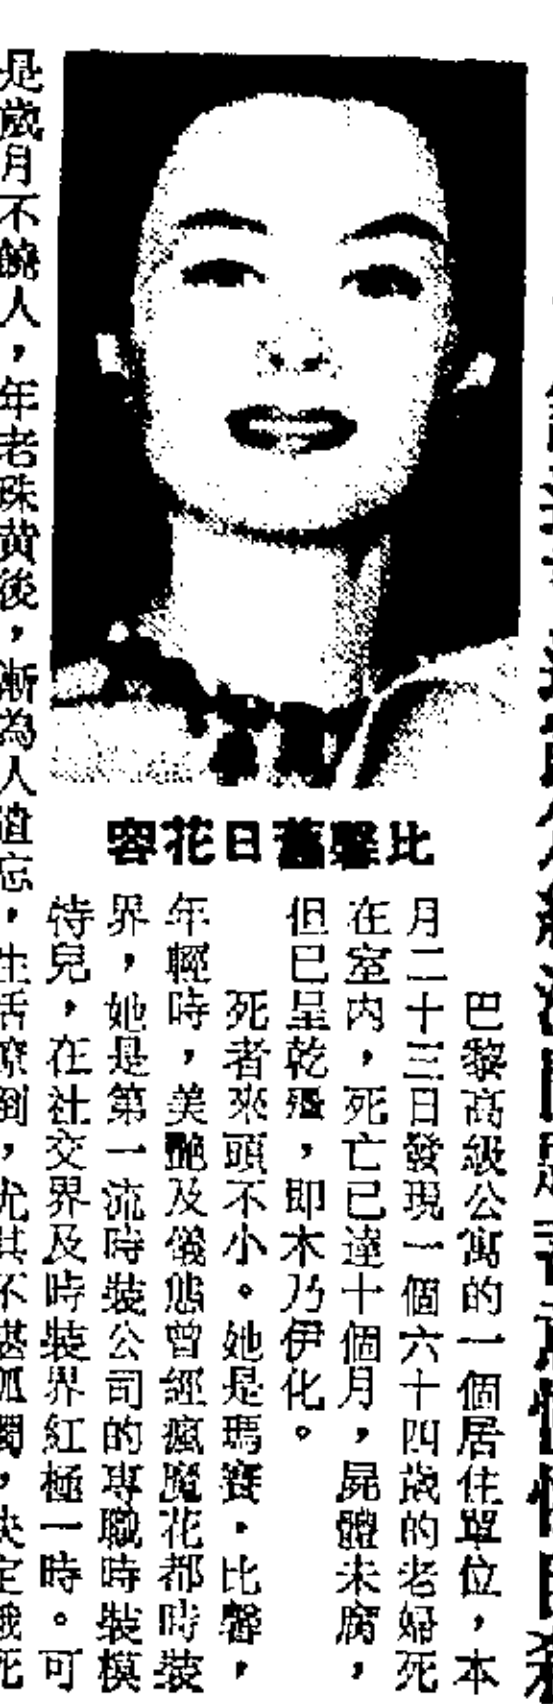 比馨舊日花容
巴黎高級公寓的一個居住單位，本
月二十三日發現一個六十四歲的老婦死
在室內，死亡已達十個月，屍體未腐，
但已呈乾殭，即木乃伊化。
死者來頭不小。她是瑪賽・比馨，
年輕時，美艷及儀態曾經瘋魔花都時裝
界，她是第一流時裝公司的專職時裝模
特兒，在社交界及時裝界紅極一時。可
是歲月不饒人，年老珠黃後，漸為人遺忘，生活潦倒，尤其不堪孤獨，決定餓死